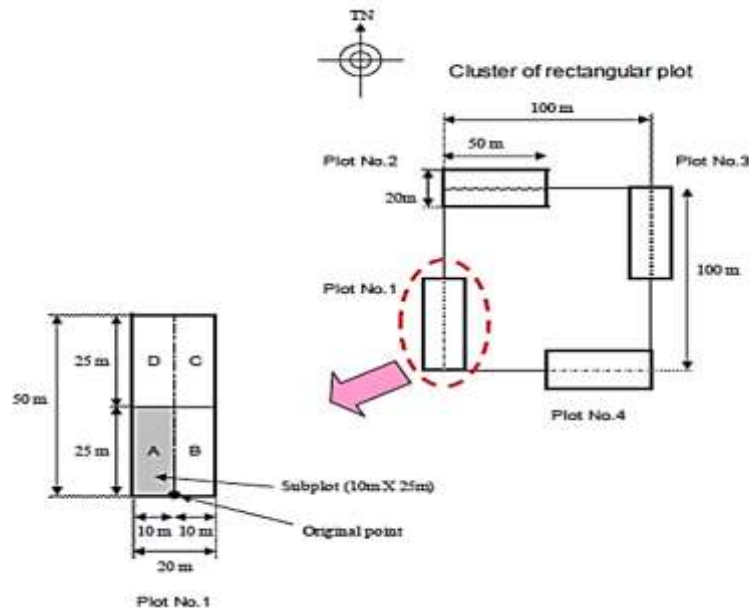 TN
Cluster of rectangular plot
100 m
50 m
Plot No.2
Plot No.3
20m
100 m
Plot No.1
25 m
D
C
50 m
25 m
A
B
Plot No.4
Subplot (10m X 25m)
10 m
10 m
Original point
20 m
Plot No.1